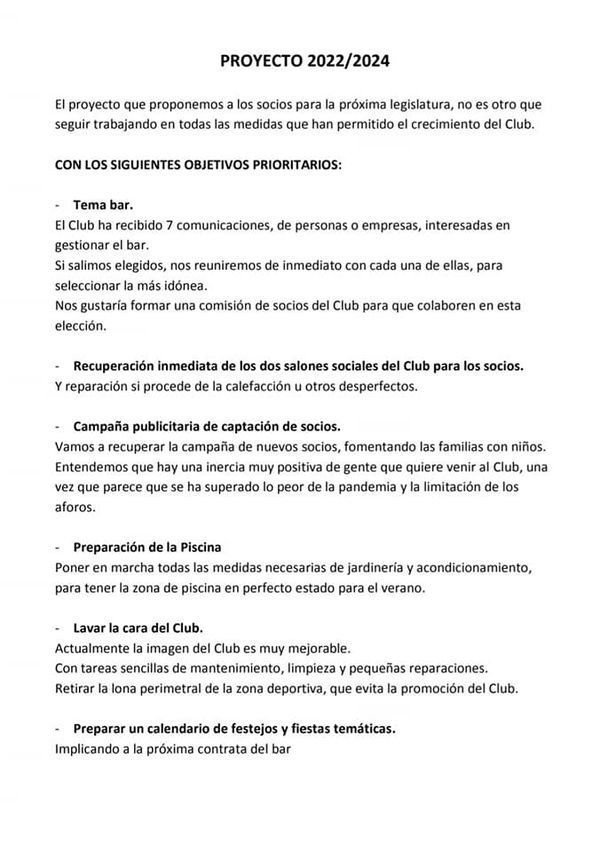 PROYECTO 2022/2024
El proyecto que proponemos a los socios para la próxima legislatura, no es otro que
seguir trabajando en todas las medidas que han permitido el crecimiento del Club.
CON LOS SIGUIENTES OBJETIVOS PRIORITARIOS:
- Tema bar.
El Club ha recibido 7 comunicaciones, de personas o empresas, interesadas en
gestionar el bar.
Si salimos elegidos, nos reuniremos de inmediato con cada una de ellas, para
seleccionar la más idónea.
Nos gustaría formar una comisión de socios del Club para que colaboren en esta
elección.
- Recuperación inmediata de los dos salones sociales del Club para los socios.
Y reparación si procede de la calefacción u otros desperfectos.
- Campaña publicitaria de captación de socios.
Vamos a recuperar la campaña de nuevos socios, fomentando las familias con niños.
Entendemos que hay una inercia muy positiva de gente que quiere venir al Club, una
vez que parece que se ha superado lo peor de la pandemia y la limitación de los
aforos.
- Preparación de la Piscina
Poner en marcha todas las medidas necesarias de jardinería y acondicionamiento,
para tener la zona de piscina en perfecto estado para el verano.
- Lavar la cara del Club.
Actualmente la imagen del Club es muy mejorable.
Con tareas sencillas de mantenimiento, limpieza y pequeñas reparaciones.
Retirar la lona perimetral de la zona deportiva, que evita la promoción del Club.
- Preparar un calendario de festejos y fiestas temáticas.
Implicando a la próxima contrata del bar